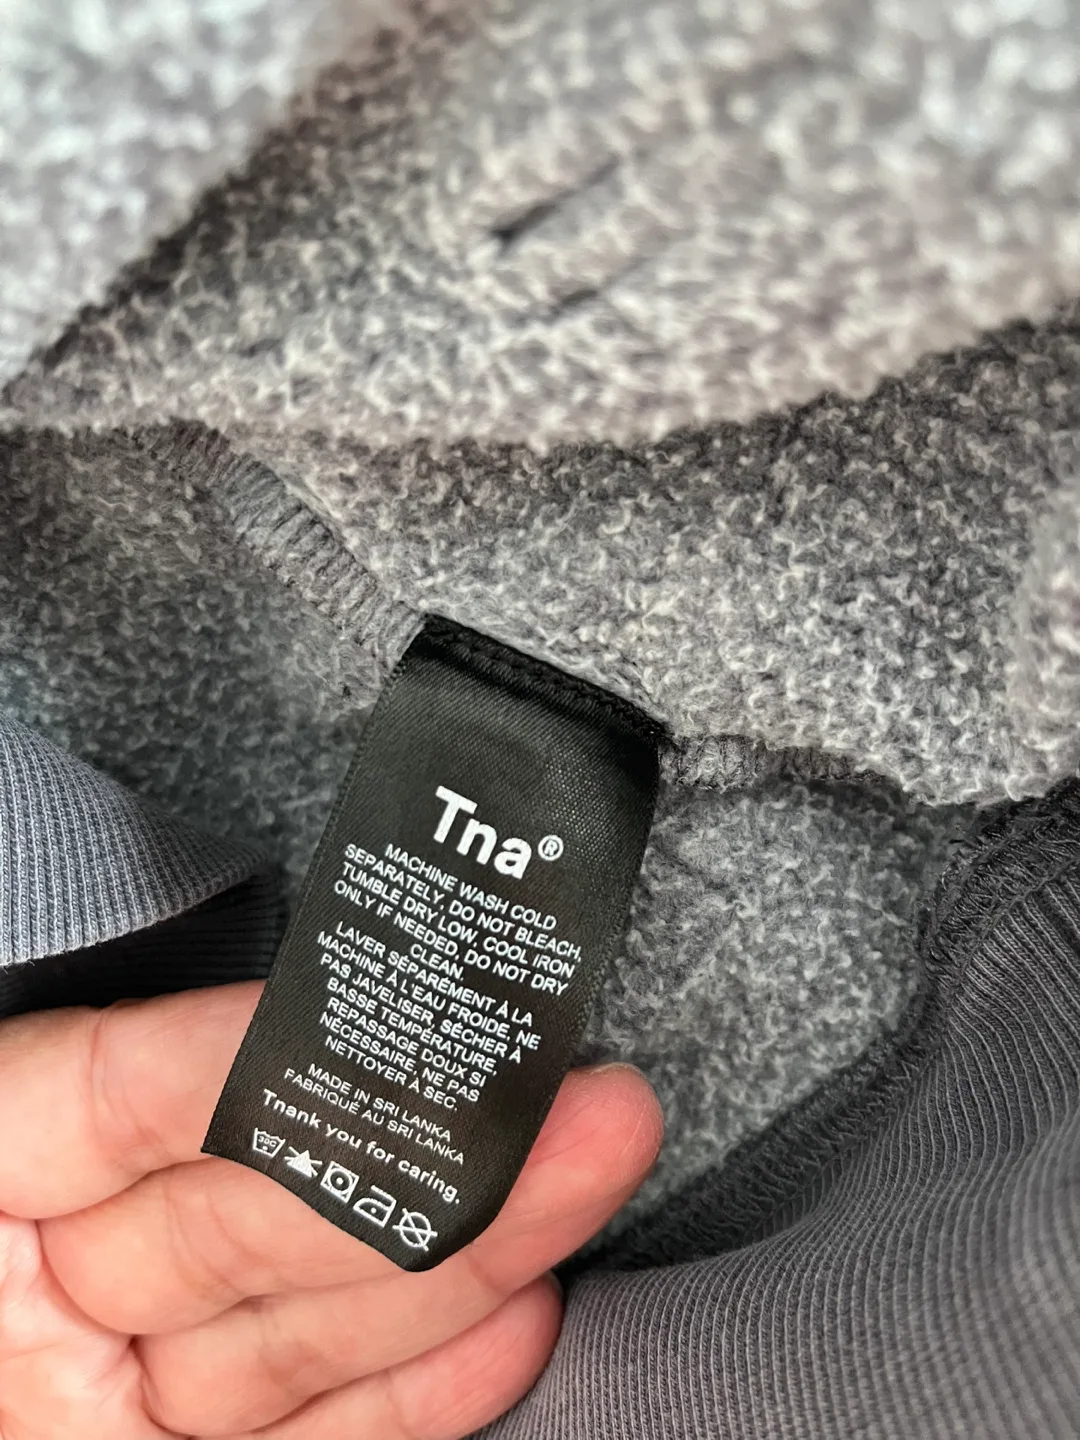 Tna®
MACHINE WASH COLD
SEPARATELY, DO NOT BLEACH,
TUMBLE DRY LOW, COOL IRON
ONLY IF NEEDED, DO NOT DRY
CLEAN.
LAVER SÉPARÉMENT À LA
MACHINE À L'EAU FROIDE, NE
PAS JAVELISER, SÉCHER À
BASSE TEMPÉRATURE,
REPASSAGE DOUX SI
NÉCESSAIRE, NE PAS
NETTOYER À SEC.
MADE IN SRI LANKA
FABRIQUÉ AU SRI LANKA
Tnank you for caring.
30C